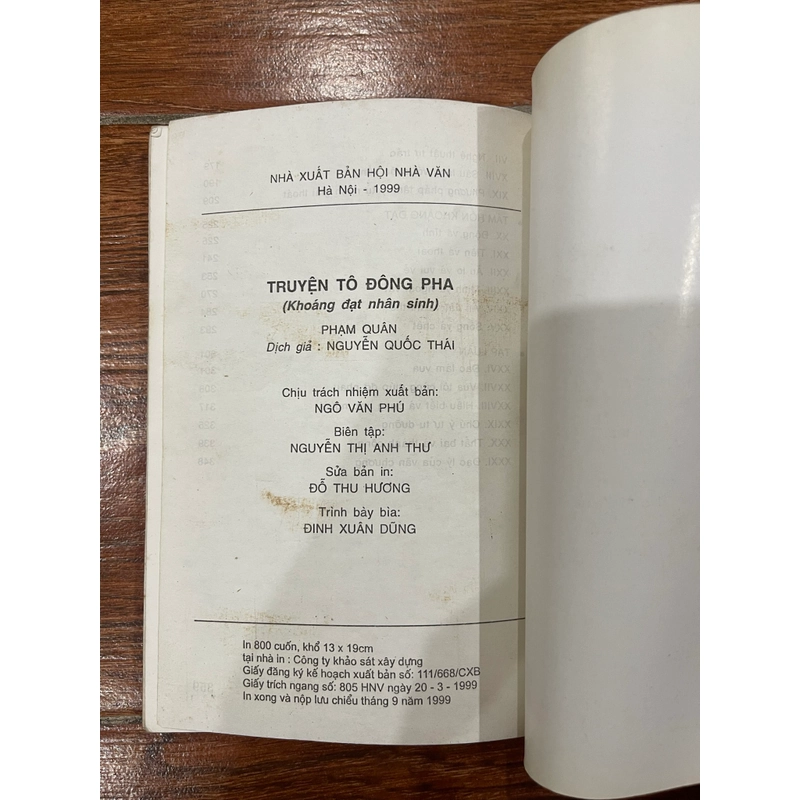 NHÀ XUẤT BẢN HỘI NHÀ VĂN
Hà Nội - 1999
TRUYỆN TÔ ĐÔNG PHA
(Khoáng đạt nhân sinh)
PHẠM QUÂN
Dịch giả : NGUYỄN QUỐC THÁI
Chịu trách nhiệm xuất bản:
NGÔ VĂN PHÚ
Biên tập:
NGUYỄN THỊ ANH THƯ
Sửa bản in:
ĐỖ THU HƯƠNG
Trình bày bìa:
ĐINH XUÂN DŨNG
In 800 cuốn, khổ 13 x 19cm
tại nhà in : Công ty khảo sát xây dựng
Giấy đăng ký kế hoạch xuất bản số: 111/668/CXB
Giấy trích ngang số: 805 HNV ngày 20 - 3 - 1999
In xong và nộp lưu chiểu tháng 9 năm 1999